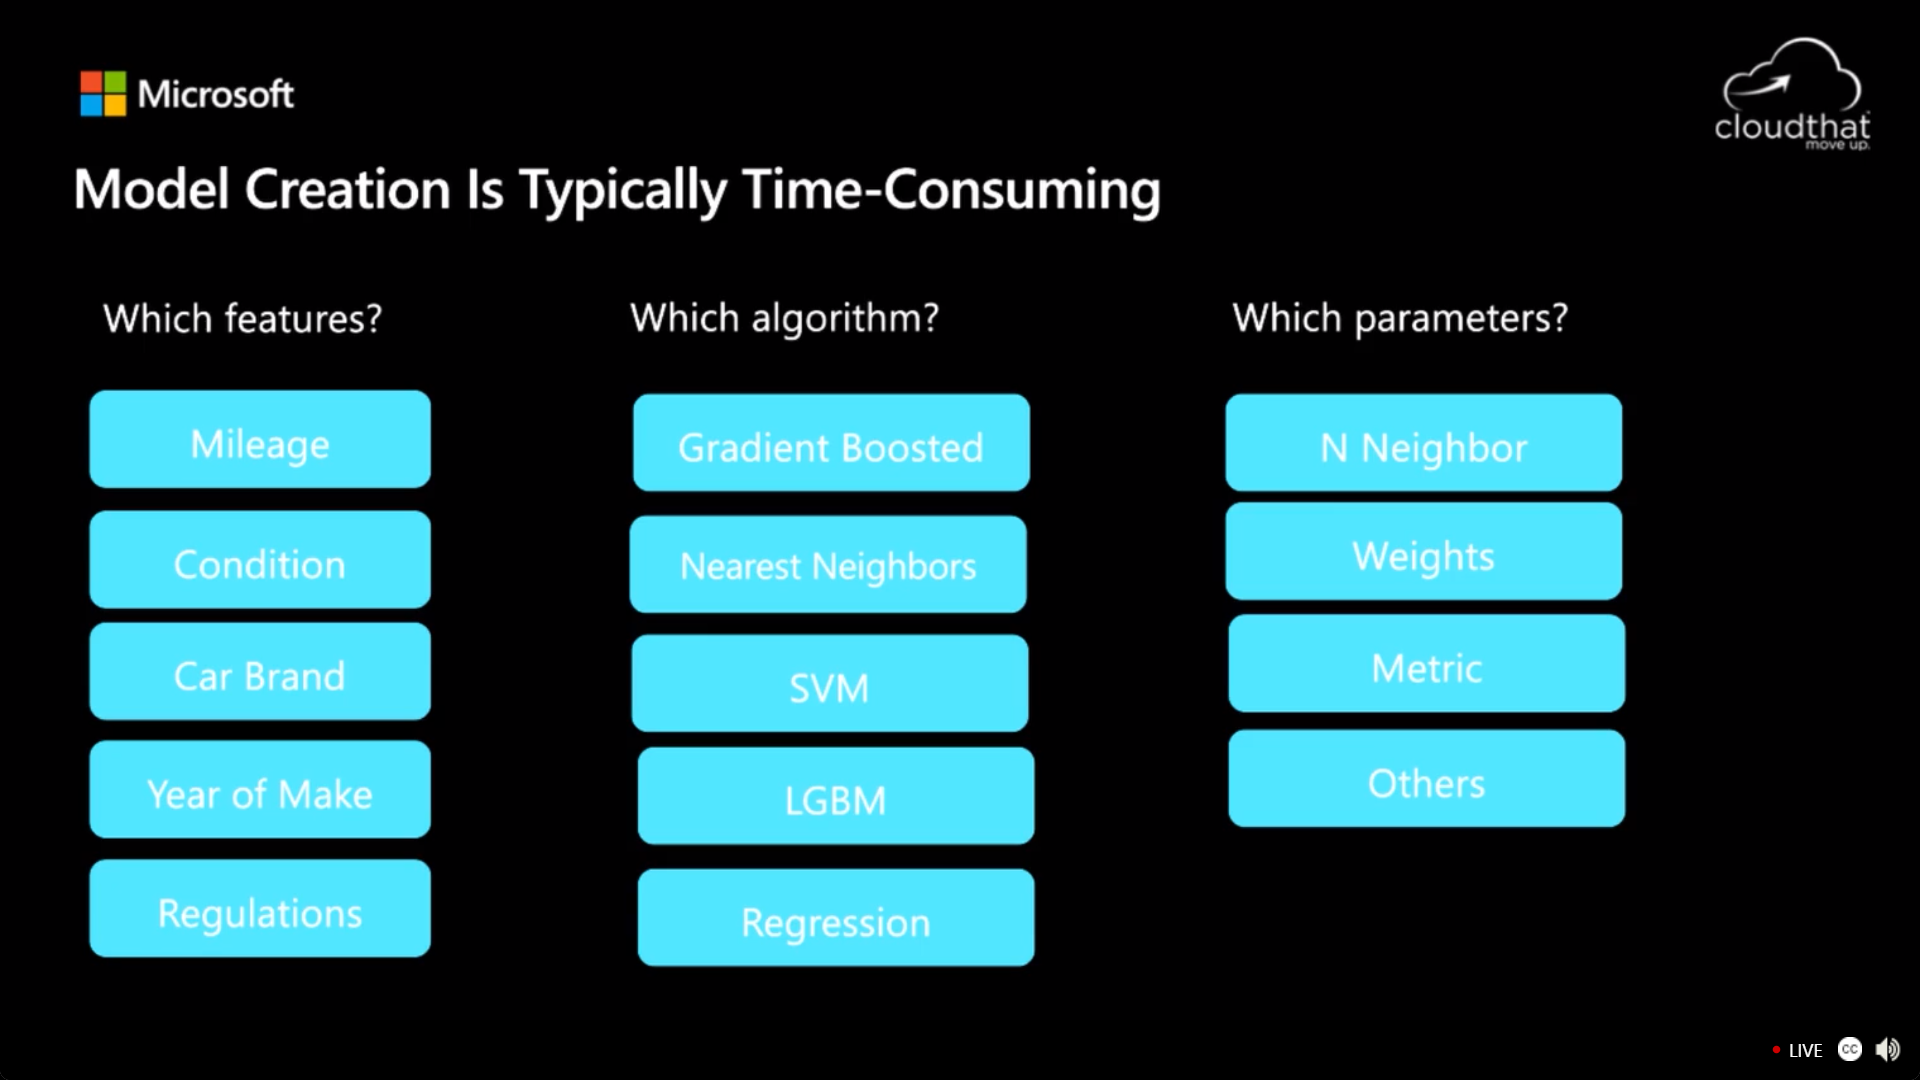 Microsoft
cloudthat
move up.
Model Creation Is Typically Time-Consuming
Which features?
Mileage
Condition
Car Brand
Year of Make
Regulations
Which algorithm?
Gradient Boosted
Nearest Neighbors
SVM
LGBM
Regression
Which parameters?
N Neighbor
Weights
Metric
Others
LIVE
CC